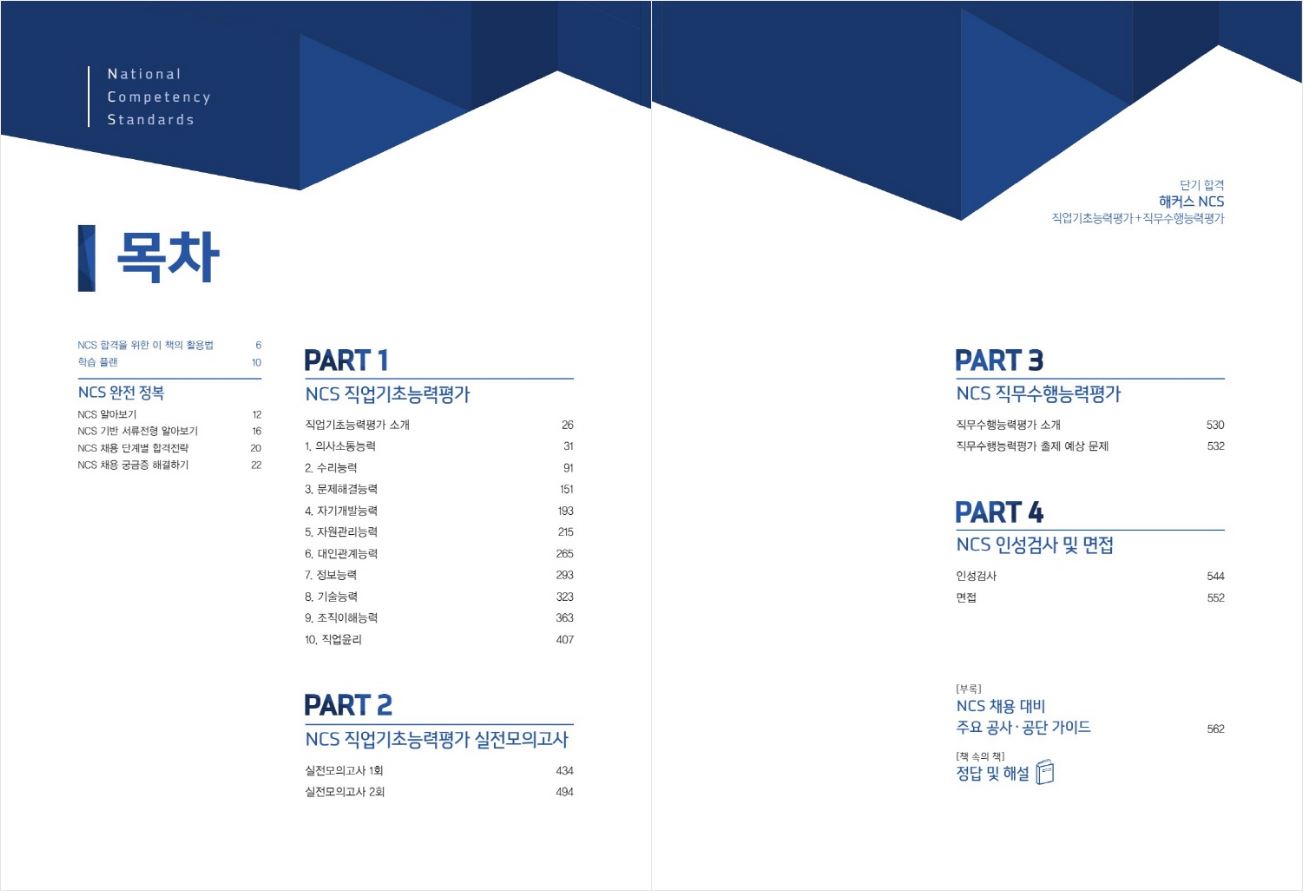 National
Competency
Standards
목차
NCS 합격을 위한 이 책의 활용법 6
학습 플랜 10
NCS 완전 정복
NCS 알아보기 12
NCS 기반 서류전형 알아보기 16
NCS 채용 단계별 합격전략 20
NCS 채용 궁금증 해결하기 22
PART 1
NCS 직업기초능력평가
직업기초능력평가 소개 26
1. 의사소통능력 31
2. 수리능력 91
3. 문제해결능력 151
4. 자기개발능력 193
5. 자원관리능력 215
6. 대인관계능력 265
7. 정보능력 293
8. 기술능력 323
9. 조직이해능력 363
10. 직업윤리 407
PART 2
NCS 직업기초능력평가 실전모의고사
실전모의고사 1회 434
실전모의고사 2회 494
단기 합격
해커스 NCS
직업기초능력평가+직무수행능력평가
PART 3
NCS 직무수행능력평가
직무수행능력평가 소개 530
직무수행능력평가 출제 예상 문제 532
PART 4
NCS 인성검사 및 면접
인성검사 544
면접 552
[부록]
NCS 채용 대비
주요 공사·공단 가이드 562
[책 속의 책]
정답 및 해설